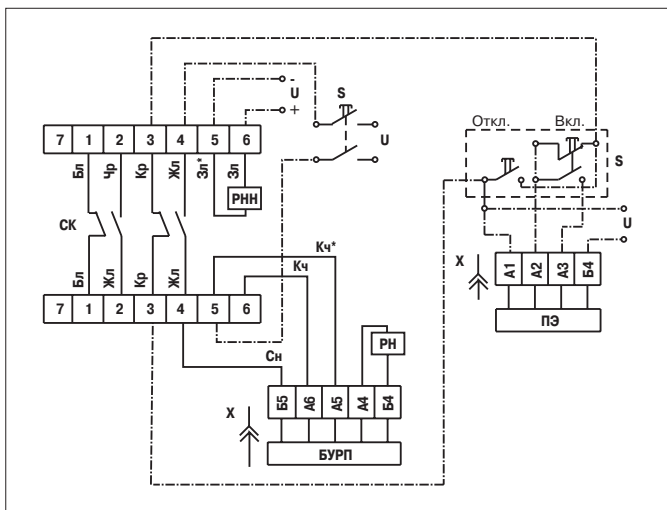 -
U
+
S
U
Откл. Вкл.
S
7 1 2 3 4 5 6
Бл Чр Кр Жл Зл* Зл
РНН
СК
Бл Жл Кр Жл
Кч*
Кч
U
7 1 2 3 4 5 6
X
А1 А2 А3 Б4
ПЭ
Сн
РН
X
Б5 А6 А5 А4 Б4
БУРП